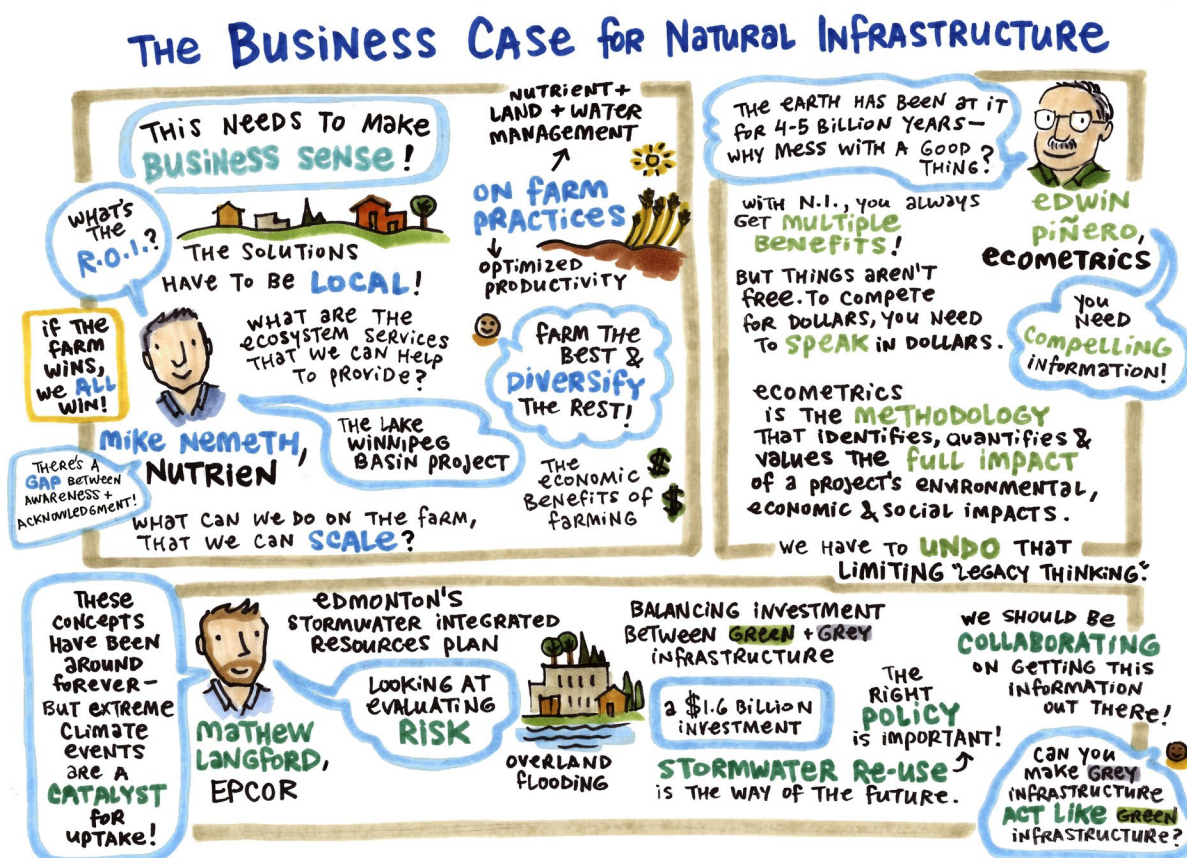 THE BUSINESS CASE for NATURAL INFRASTRUCTURE
THIS NEEDS TO MAKE
BUSINESS SENSE!
WHAT'S
THE
R.O.I.?
THE SOLUTIONS
HAVE TO BE LOCAL!
NUTRIENT +
LAND + WATER
MANAGEMENT
ON FARM
PRACTICES
OPTIMIZED
PRODUCTIVITY
IF THE
FARM
WINS,
WE ALL
WIN!
WHAT ARE THE
ECOSYSTEM SERVICES
THAT WE CAN HELP
TO PROVIDE?
FARM THE
BEST &
DIVERSIFY
THE REST!
MIKE NEMETH,
NUTRIEN
THE LAKE
WINNIPEG
BASIN PROJECT
THERE'S A
GAP BETWEEN
AWARENESS +
ACKNOWLEDGMENT!
THE
ECONOMIC
BENEFITS OF
FARMING
$
$
WHAT CAN WE DO ON THE FARM,
THAT WE CAN SCALE?
THE EARTH HAS BEEN AT IT
FOR 4-5 BILLION YEARS—
WHY MESS WITH A GOOD
THING?
EDWIN
PIÑERO,
ECOMETRICS
WITH N.I., YOU ALWAYS
GET MULTIPLE
BENEFITS!
BUT THINGS AREN'T
FREE. TO COMPETE
FOR DOLLARS, YOU NEED
TO SPEAK IN DOLLARS.
YOU
NEED
COMPELLING
INFORMATION!
ECOMETRICS
IS THE METHODOLOGY
THAT IDENTIFIES, QUANTIFIES &
VALUES THE FULL IMPACT
OF A PROJECT'S ENVIRONMENTAL,
ECONOMIC & SOCIAL IMPACTS.
WE HAVE TO UNDO THAT
LIMITING "LEGACY THINKING."
THESE
CONCEPTS
HAVE BEEN
AROUND
FOREVER—
BUT EXTREME
CLIMATE
EVENTS
ARE A
CATALYST
FOR
UPTAKE!
MATHEW
LANGFORD,
EPCOR
EDMONTON'S
STORMWATER INTEGRATED
RESOURCES PLAN
LOOKING AT
EVALUATING
RISK
OVERLAND
FLOODING
BALANCING INVESTMENT
BETWEEN GREEN + GREY
INFRASTRUCTURE
A $1.6 BILLION
INVESTMENT
THE
RIGHT
POLICY
IS IMPORTANT!
STORMWATER RE-USE
IS THE WAY OF THE FUTURE.
WE SHOULD BE
COLLABORATING
ON GETTING THIS
INFORMATION
OUT THERE!
CAN YOU
MAKE GREY
INFRASTRUCTURE
ACT LIKE GREEN
INFRASTRUCTURE?